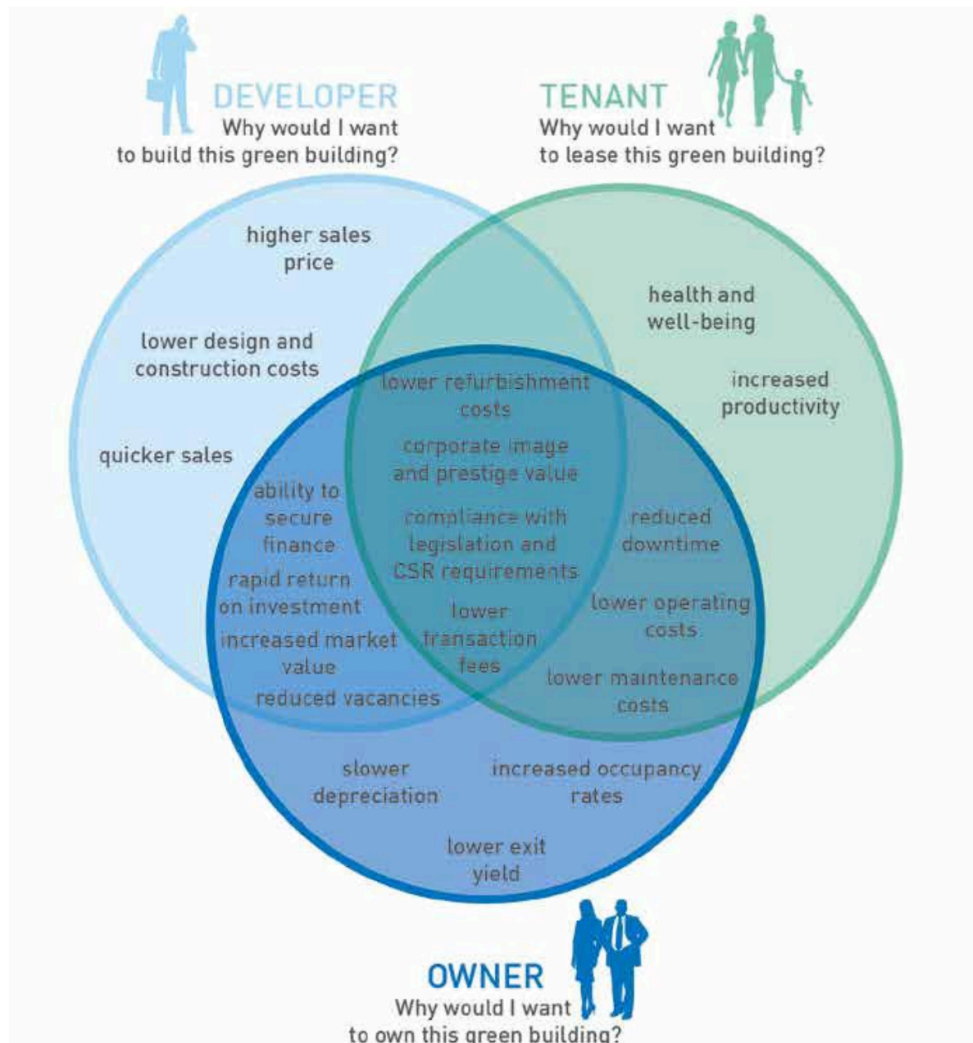 DEVELOPER
Why would I want
to build this green building?
TENANT
Why would I want
to lease this green building?
higher sales
price
lower design and
construction costs
quicker sales
health and
well-being
increased
productivity
lower refurbishment
costs
corporate image
and prestige value
compliance with
legislation and
CSR requirements
lower
transaction
fees
ability to
secure
finance
rapid return
on investment
increased market
value
reduced vacancies
reduced
downtime
lower operating
costs
lower maintenance
costs
slower
depreciation
increased occupancy
rates
lower exit
yield
OWNER
Why would I want
to own this green building?